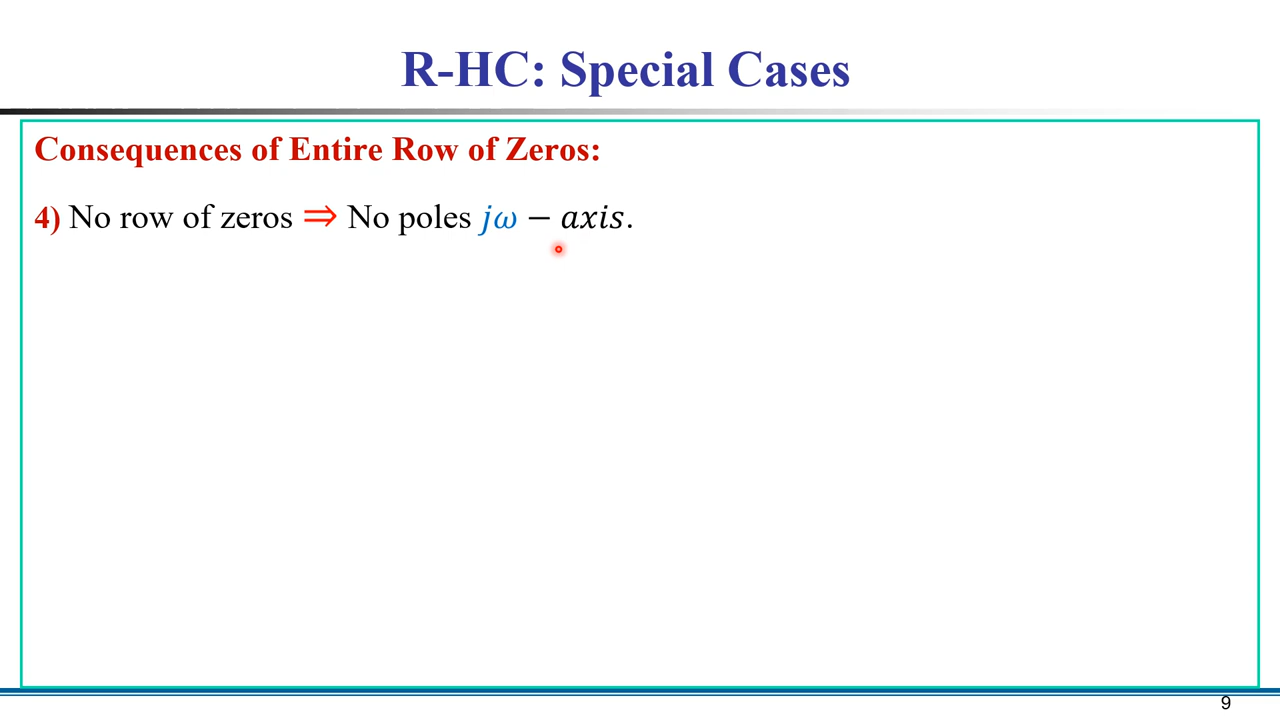 R-HC: Special Cases
Consequences of Entire Row of Zeros:
4) No row of zeros ⇒ No poles 𝑗𝜔 − 𝑎𝑥𝑖𝑠.
9